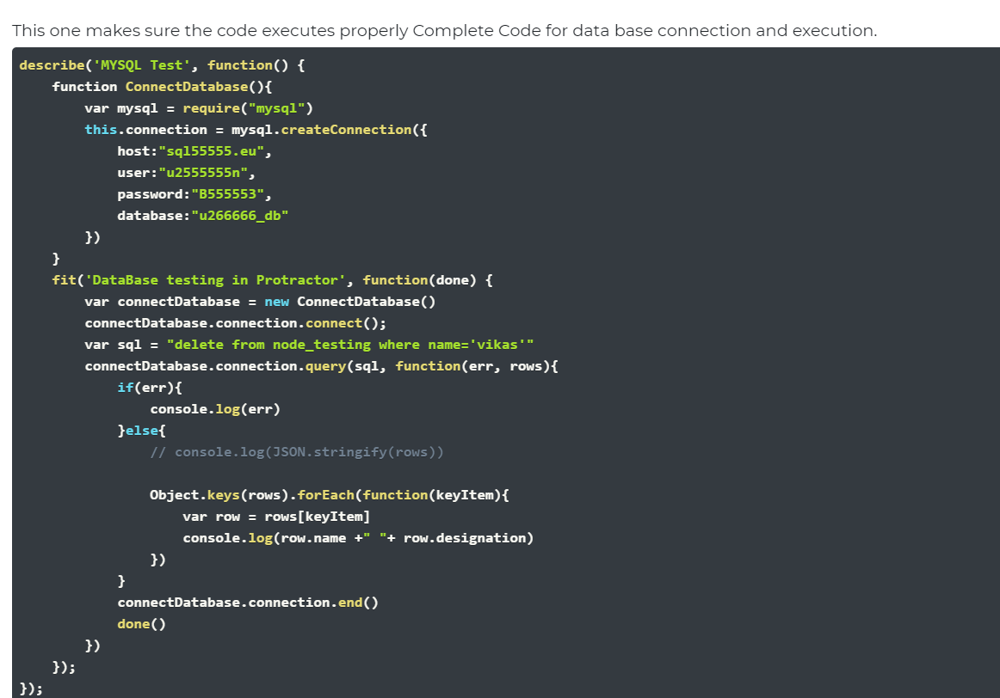 This one makes sure the code executes properly Complete Code for data base connection and execution.
describe('MYSQL Test', function() {
    function ConnectDatabase(){
        var mysql = require("mysql")
        this.connection = mysql.createConnection({
            host:"sql55555.eu",
            user:"u2555555n",
            password:"B555553",
            database:"u266666_db"
        })
    }
    fit('DataBase testing in Protractor', function(done) {
        var connectDatabase = new ConnectDatabase()
        connectDatabase.connection.connect();
        var sql = "delete from node_testing where name='vikas'"
        connectDatabase.connection.query(sql, function(err, rows){
            if(err){
                console.log(err)
            }else{
                // console.log(JSON.stringify(rows))

                Object.keys(rows).forEach(function(keyItem){
                    var row = rows[keyItem]
                    console.log(row.name +" "+ row.designation)
                })
            }
            connectDatabase.connection.end()
            done()
        })
    });
});